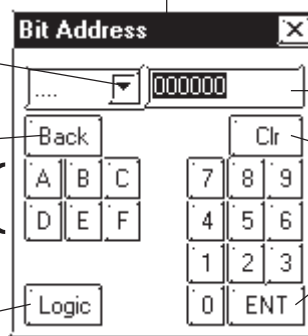 Bit Address
.... 000000
Back Clr
A B C 7 8 9
D E F 4 5 6
1 2 3
Logic 0 ENT